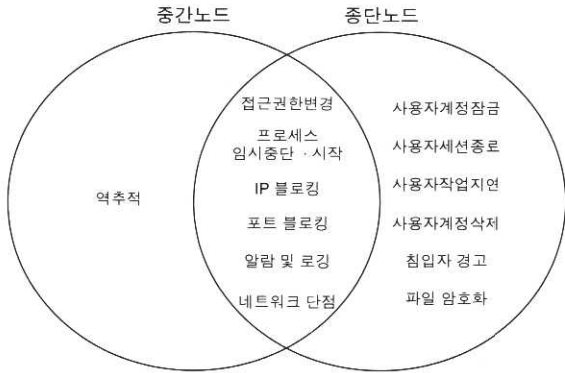 중간노드
종단노드
역추적
접근권한변경
프로세스
임시중단 · 시작
IP 블로킹
포트 블로킹
알람 및 로깅
네트워크 단점
사용자계정잠금
사용자세션종료
사용자작업지연
사용자계정삭제
침입자 경고
파일 암호화